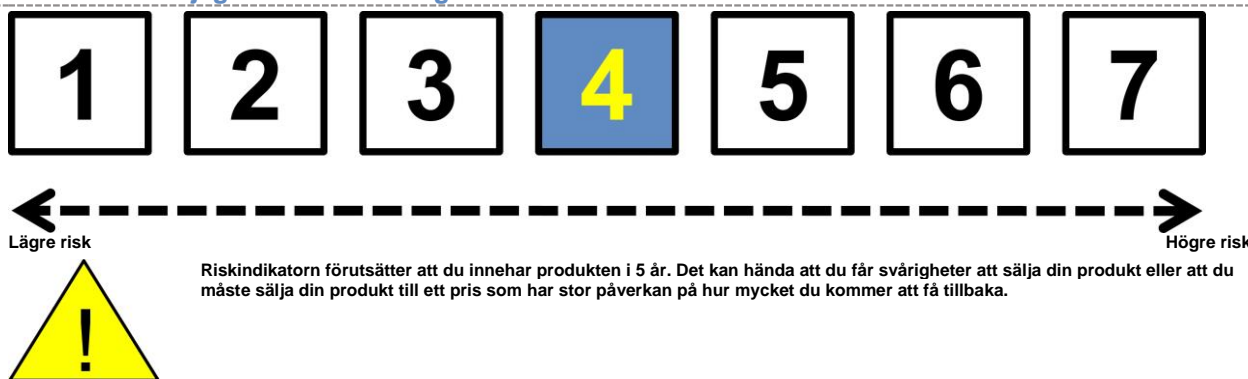 1 2 3 4 5 6 7
Lägre risk Högre risk
Riskindikatorn förutsätter att du innehar produkten i 5 år. Det kan hända att du får svårigheter att sälja din produkt eller att du
måste sälja din produkt till ett pris som har stor påverkan på hur mycket du kommer att få tillbaka.
!